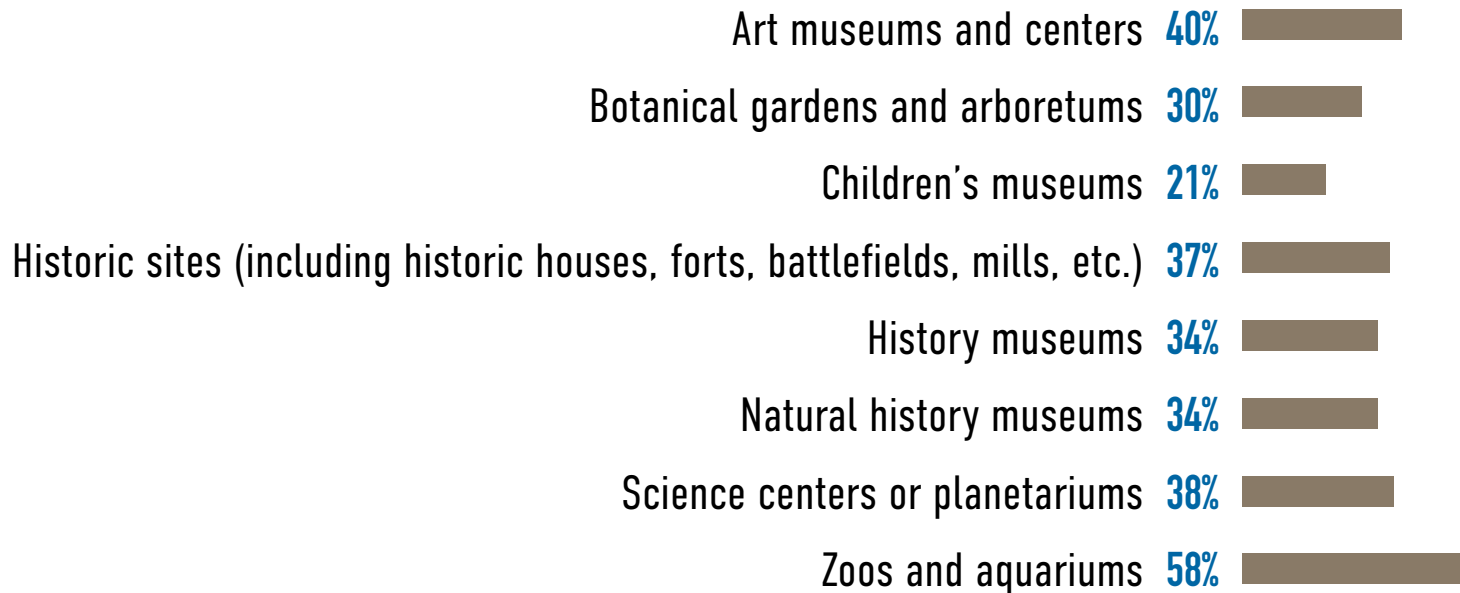 Art museums and centers 40%
Botanical gardens and arboretums 30%
Children’s museums 21%
Historic sites (including historic houses, forts, battlefields, mills, etc.) 37%
History museums 34%
Natural history museums 34%
Science centers or planetariums 38%
Zoos and aquariums 58%